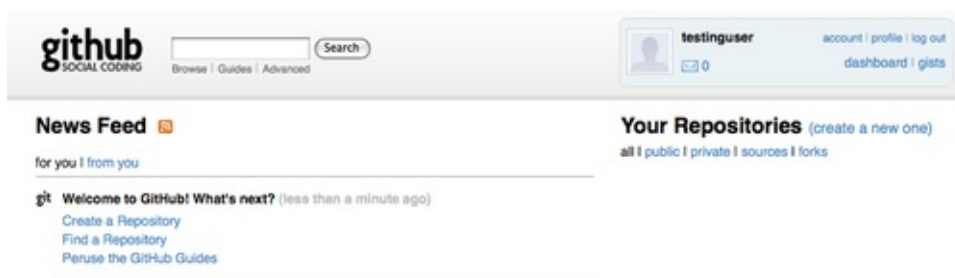 github
SOCIAL CODING
Search
Browse | Guides | Advanced
testinguser
account | profile | log out
0
dashboard | gists
News Feed
for you | from you
git Welcome to GitHub! What's next? (less than a minute ago)
Create a Repository
Find a Repository
Peruse the GitHub Guides
Your Repositories (create a new one)
all | public | private | sources | forks